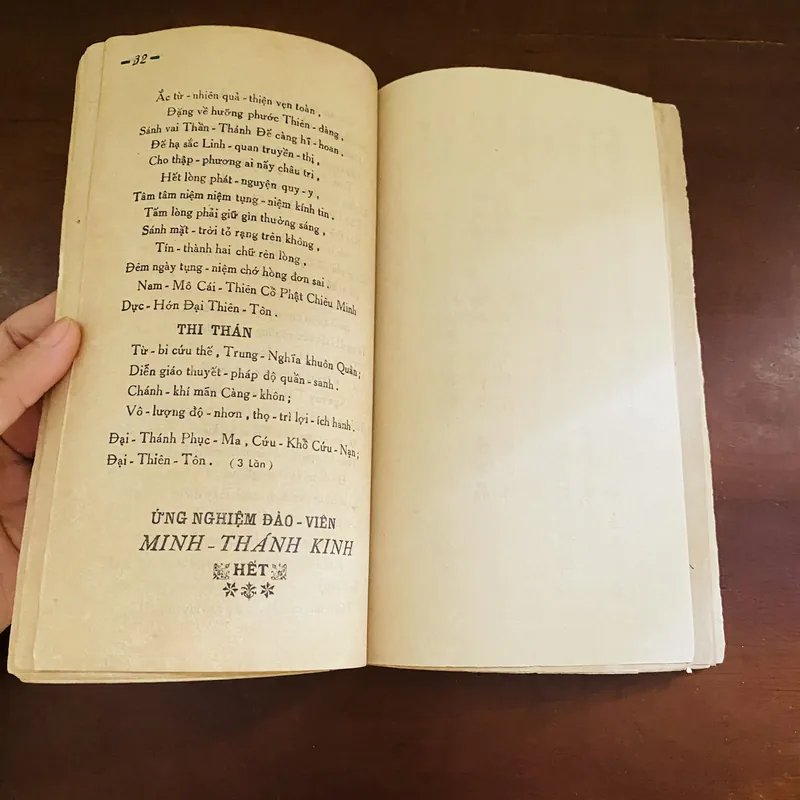 — 32 —
Ắc từ - nhiên quả - thiện vẹn toàn.
Đặng về hưởng phước Thiên - đàng,
Sánh vai Thần - Thánh Đế càng hĩ - hoan.
Đế hạ sắc Linh - quan truyền - thị,
Cho thập - phương ai nấy châu tri,
Hết lòng phát - nguyện quy - y,
Tâm tâm niệm niệm tụng - niệm kính tin.
Tấm lòng phải giữ gìn thường sáng,
Sánh mặt - trời tỏ rạng trên không,
Tín - thành hai chữ rèn lòng,
Đêm ngày tụng - niệm chớ hòng đơn sai.
Nam - Mô Cái - Thiên Cổ Phật Chiêu Minh
Dực - Hớn Đại Thiên - Tôn.
THI THÁN
Từ - bi cứu thế, Trung - Nghĩa khuôn Quân;
Diễn giáo thuyết - pháp độ quần - sanh.
Chánh - khí mãn Càng - khôn;
Vô - lượng độ - nhơn, thọ - trì lợi - ích hành.
Đại - Thánh Phục - Ma, Cứu - Khổ Cứu - Nạn;
Đại - Thiên - Tôn. (3 Lần)
ỨNG NGHIỆM ĐÀO - VIÊN
MINH - THÁNH KINH
HẾT